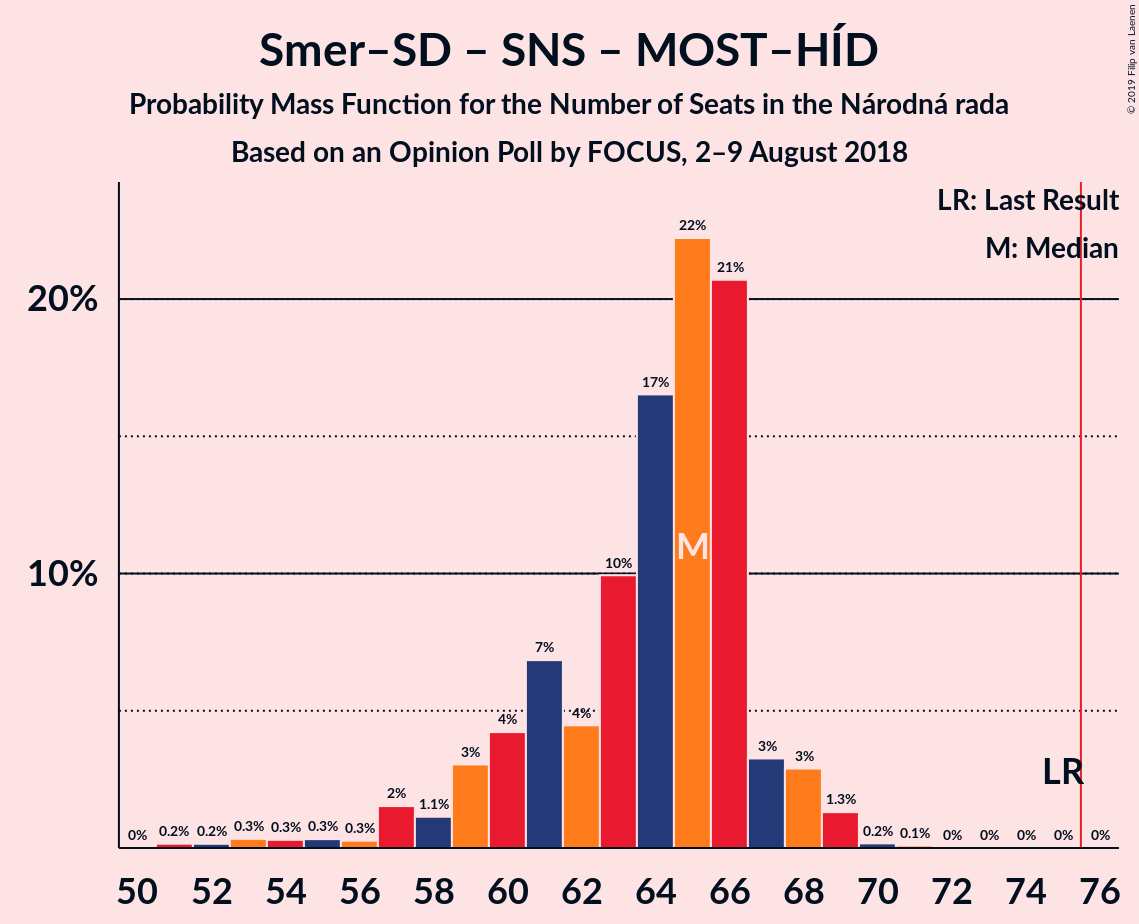 Smer–SD – SNS – MOST–HÍD
Probability Mass Function for the Number of Seats in the Národná rada
Based on an Opinion Poll by FOCUS, 2–9 August 2018
© 2019 Filip van Laenen
LR: Last Result
M: Median
20%
10%
0% 0.2% 0.2% 0.3% 0.3% 0.3% 0.3% 2% 1.1% 3% 4% 7% 4% 10% 17% 22% 21% 3% 3% 1.3% 0.2% 0.1% 0% 0% 0% 0% 0%
M
LR
50 52 54 56 58 60 62 64 66 68 70 72 74 76